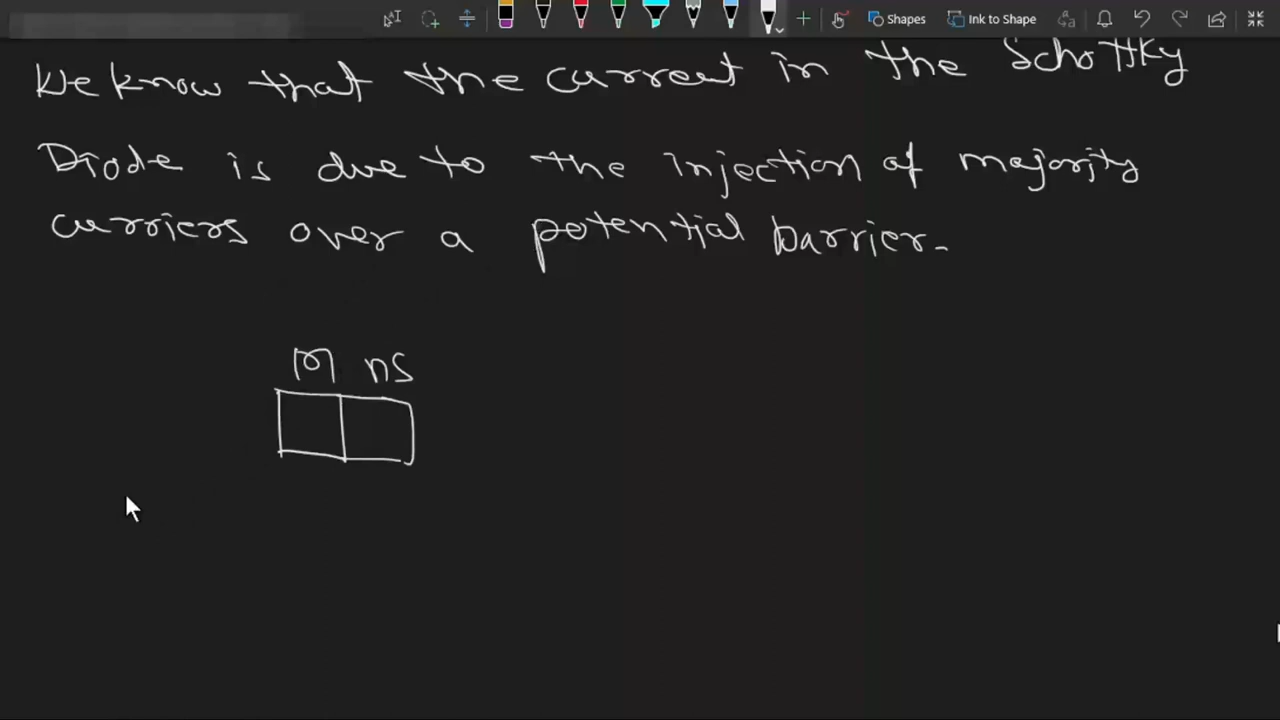 Shapes Ink to Shape
We know that the current in the Schottky
Diode is due to the injection of majority
carriers over a potential barrier.
M ns